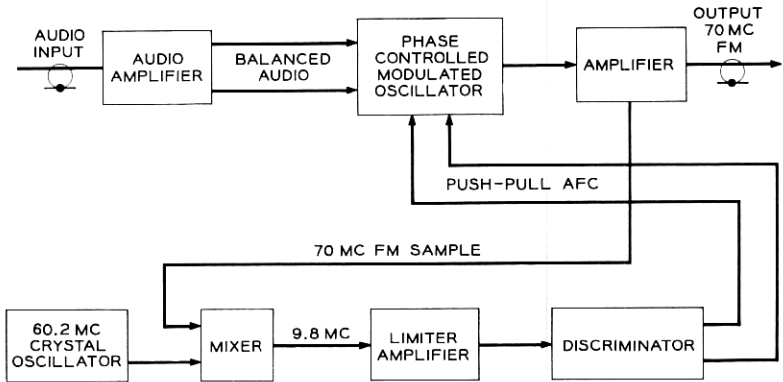 AUDIO
INPUT
AUDIO
AMPLIFIER
BALANCED
AUDIO
PHASE
CONTROLLED
MODULATED
OSCILLATOR
AMPLIFIER
OUTPUT
70 MC
FM
PUSH-PULL AFC
70 MC FM SAMPLE
60.2 MC
CRYSTAL
OSCILLATOR
MIXER
9.8 MC
LIMITER
AMPLIFIER
DISCRIMINATOR